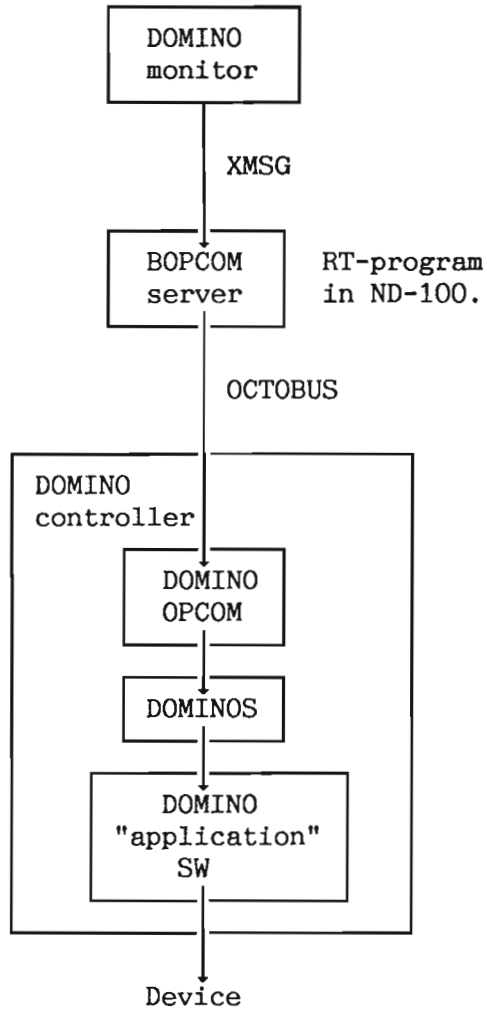 DOMINO
monitor
XMSG
BOPCOM
server
RT-program
in ND-100.
OCTOBUS
DOMINO
controller
DOMINO
OPCOM
DOMINOS
DOMINO
"application"
SW
Device